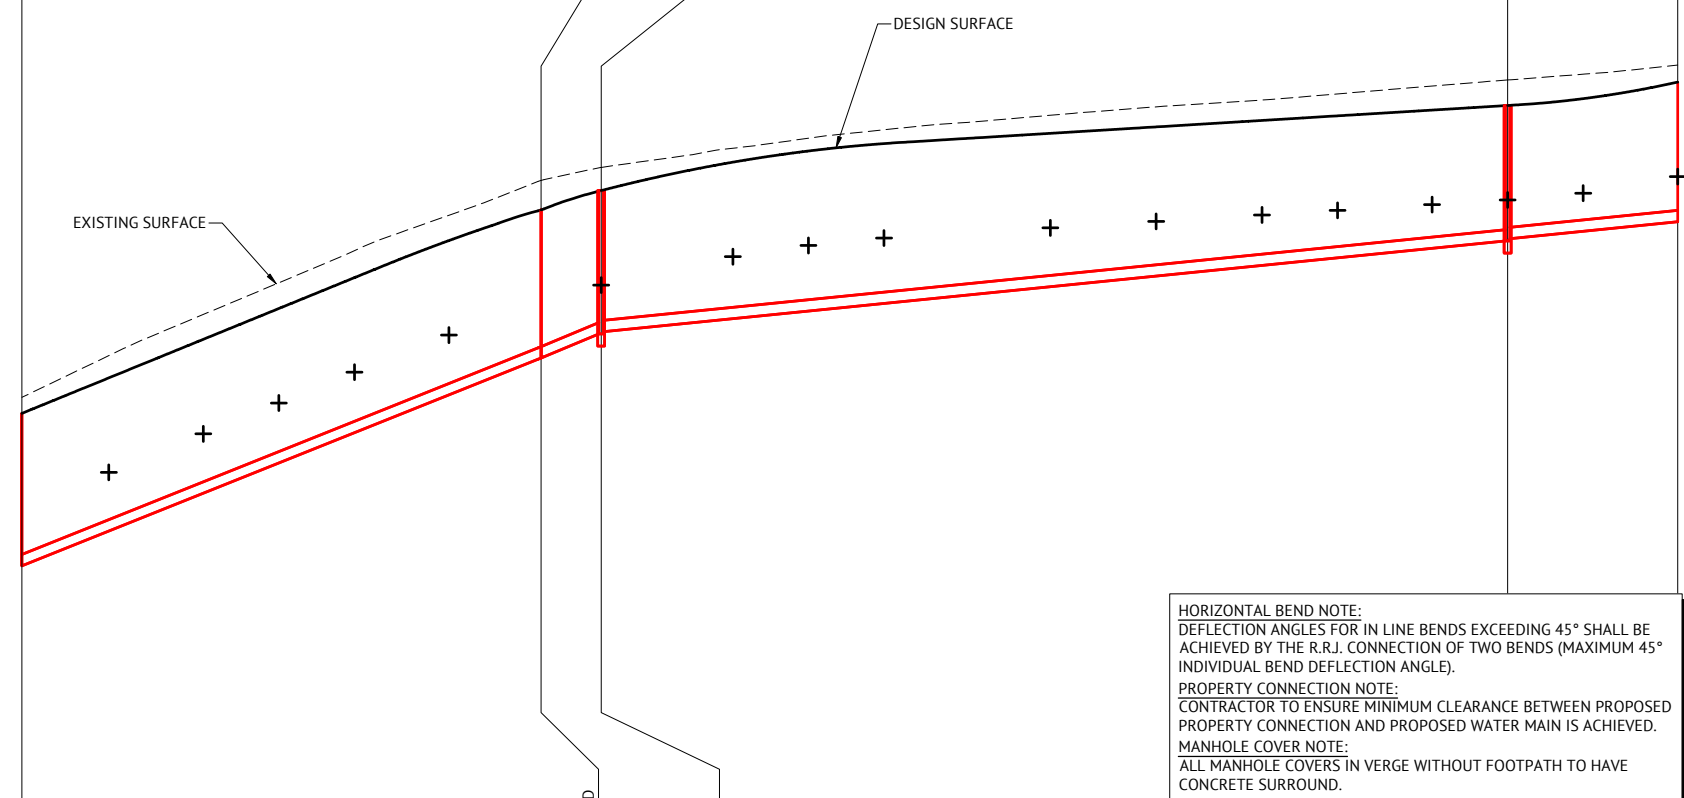 DESIGN SURFACE
EXISTING SURFACE
HORIZONTAL BEND NOTE:
DEFLECTION ANGLES FOR IN LINE BENDS EXCEEDING 45° SHALL BE
ACHIEVED BY THE R.R.J. CONNECTION OF TWO BENDS (MAXIMUM 45°
INDIVIDUAL BEND DEFLECTION ANGLE).
PROPERTY CONNECTION NOTE:
CONTRACTOR TO ENSURE MINIMUM CLEARANCE BETWEEN PROPOSED
PROPERTY CONNECTION AND PROPOSED WATER MAIN IS ACHIEVED.
MANHOLE COVER NOTE:
ALL MANHOLE COVERS IN VERGE WITHOUT FOOTPATH TO HAVE
CONCRETE SURROUND.